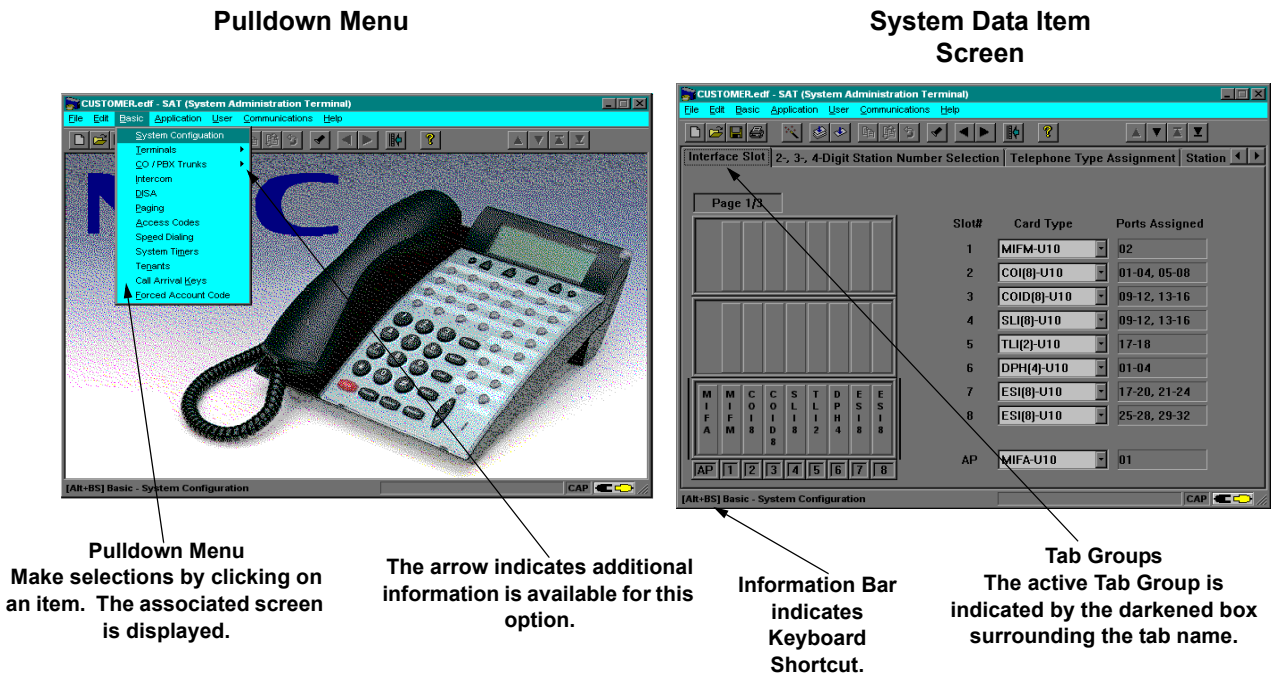 Pulldown Menu
System Data Item
Screen
CUSTOMER.edf - SAT (System Administration Terminal)
File Edit Basic Application User Communications Help
System Configuation
Terminals
CO / PBX Trunks
Intercom
DISA
Paging
Access Codes
Speed Dialing
System Timers
Tenants
Call Arrival Keys
Forced Account Code
[Alt+BS] Basic - System Configuration
CAP
CUSTOMER.edf - SAT (System Administration Terminal)
File Edit Basic Application User Communications Help
Interface Slot 2-, 3-, 4-Digit Station Number Selection Telephone Type Assignment Station
Page 1/3
Slot# Card Type Ports Assigned
1 MIFM-U10 02
2 COI(8)-U10 01-04, 05-08
3 COID(8)-U10 09-12, 13-16
4 SLI(8)-U10 09-12, 13-16
5 TLI(2)-U10 17-18
6 DPH(4)-U10 01-04
7 ESI(8)-U10 17-20, 21-24
8 ESI(8)-U10 25-28, 29-32
AP MIFA-U10 01
MIFA MIFM COI8 COID8 SLI8 TLI2 DPH4 ESI8 ESI8
AP 1 2 3 4 5 6 7 8
[Alt+BS] Basic - System Configuration
CAP
Pulldown Menu
Make selections by clicking on
an item. The associated screen
is displayed.
The arrow indicates additional
information is available for this
option.
Information Bar
indicates
Keyboard
Shortcut.
Tab Groups
The active Tab Group is
indicated by the darkened box
surrounding the tab name.